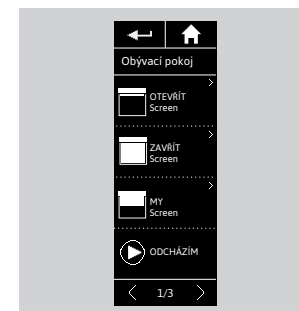 Obývací pokoj
OTEVŘÍT
Screen
ZAVŘÍT
Screen
MY
Screen
ODCHÁZÍM
1/3